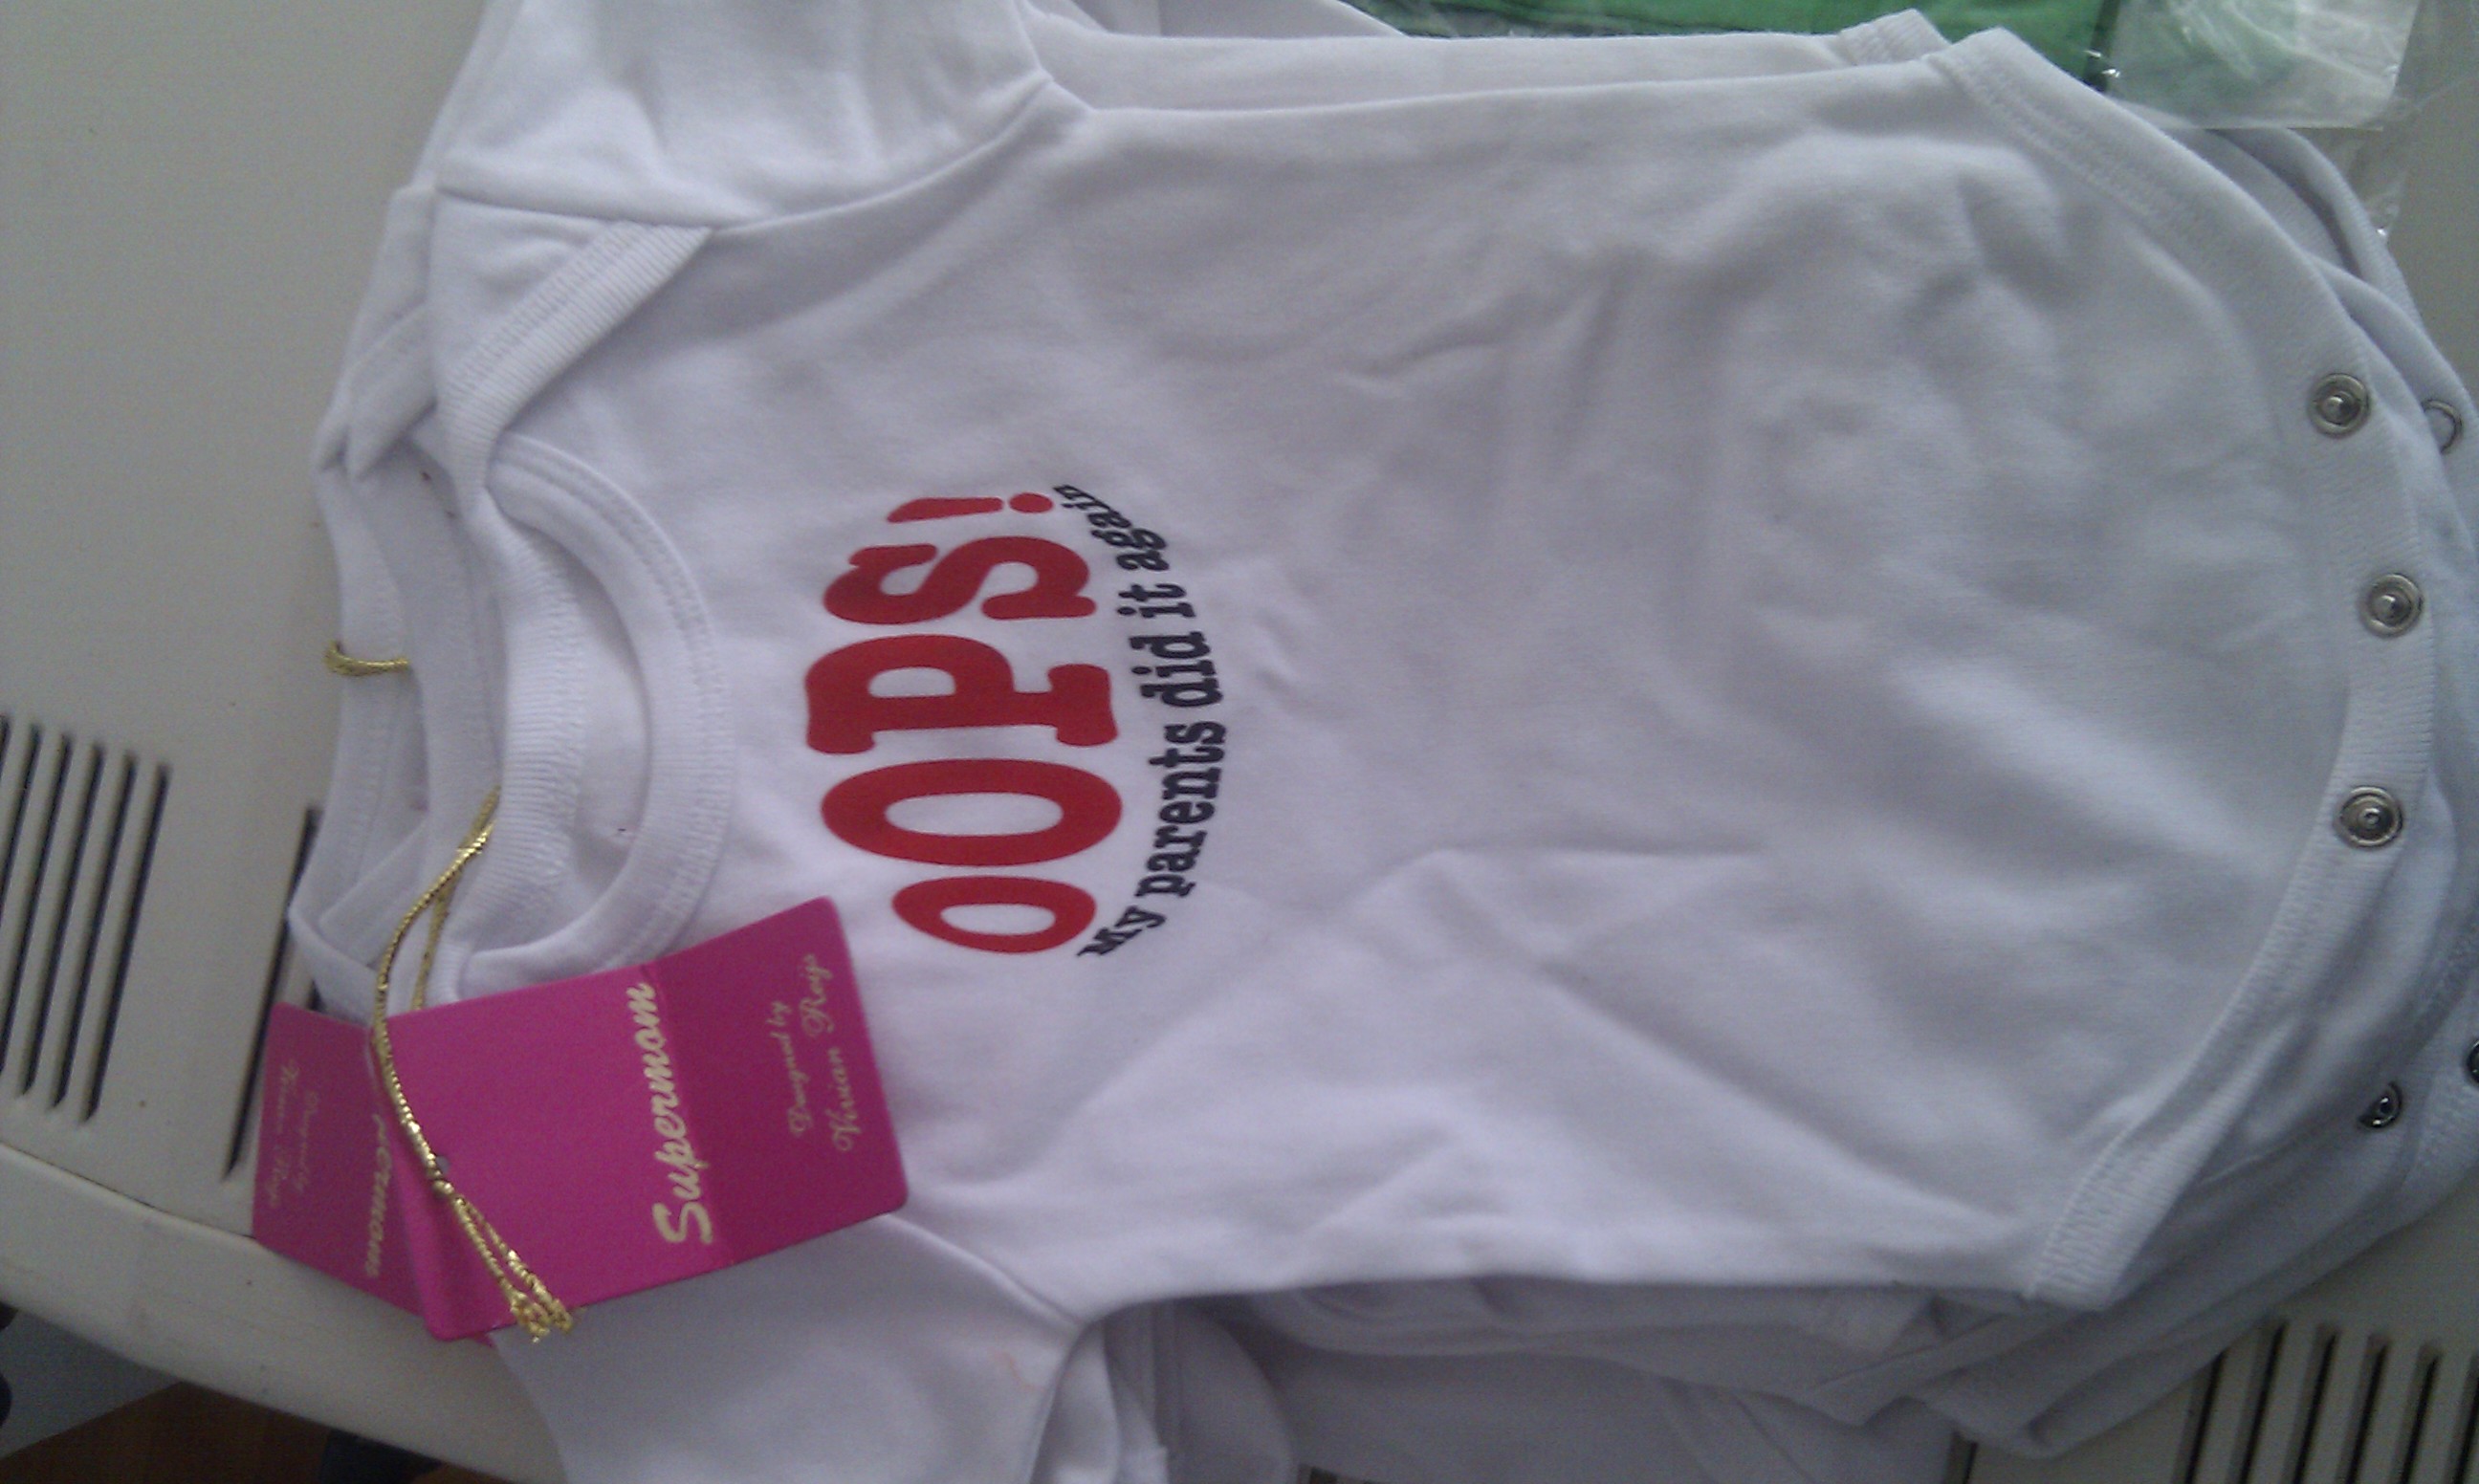 OOPS!
My parents did it again
Supermom
Designed by